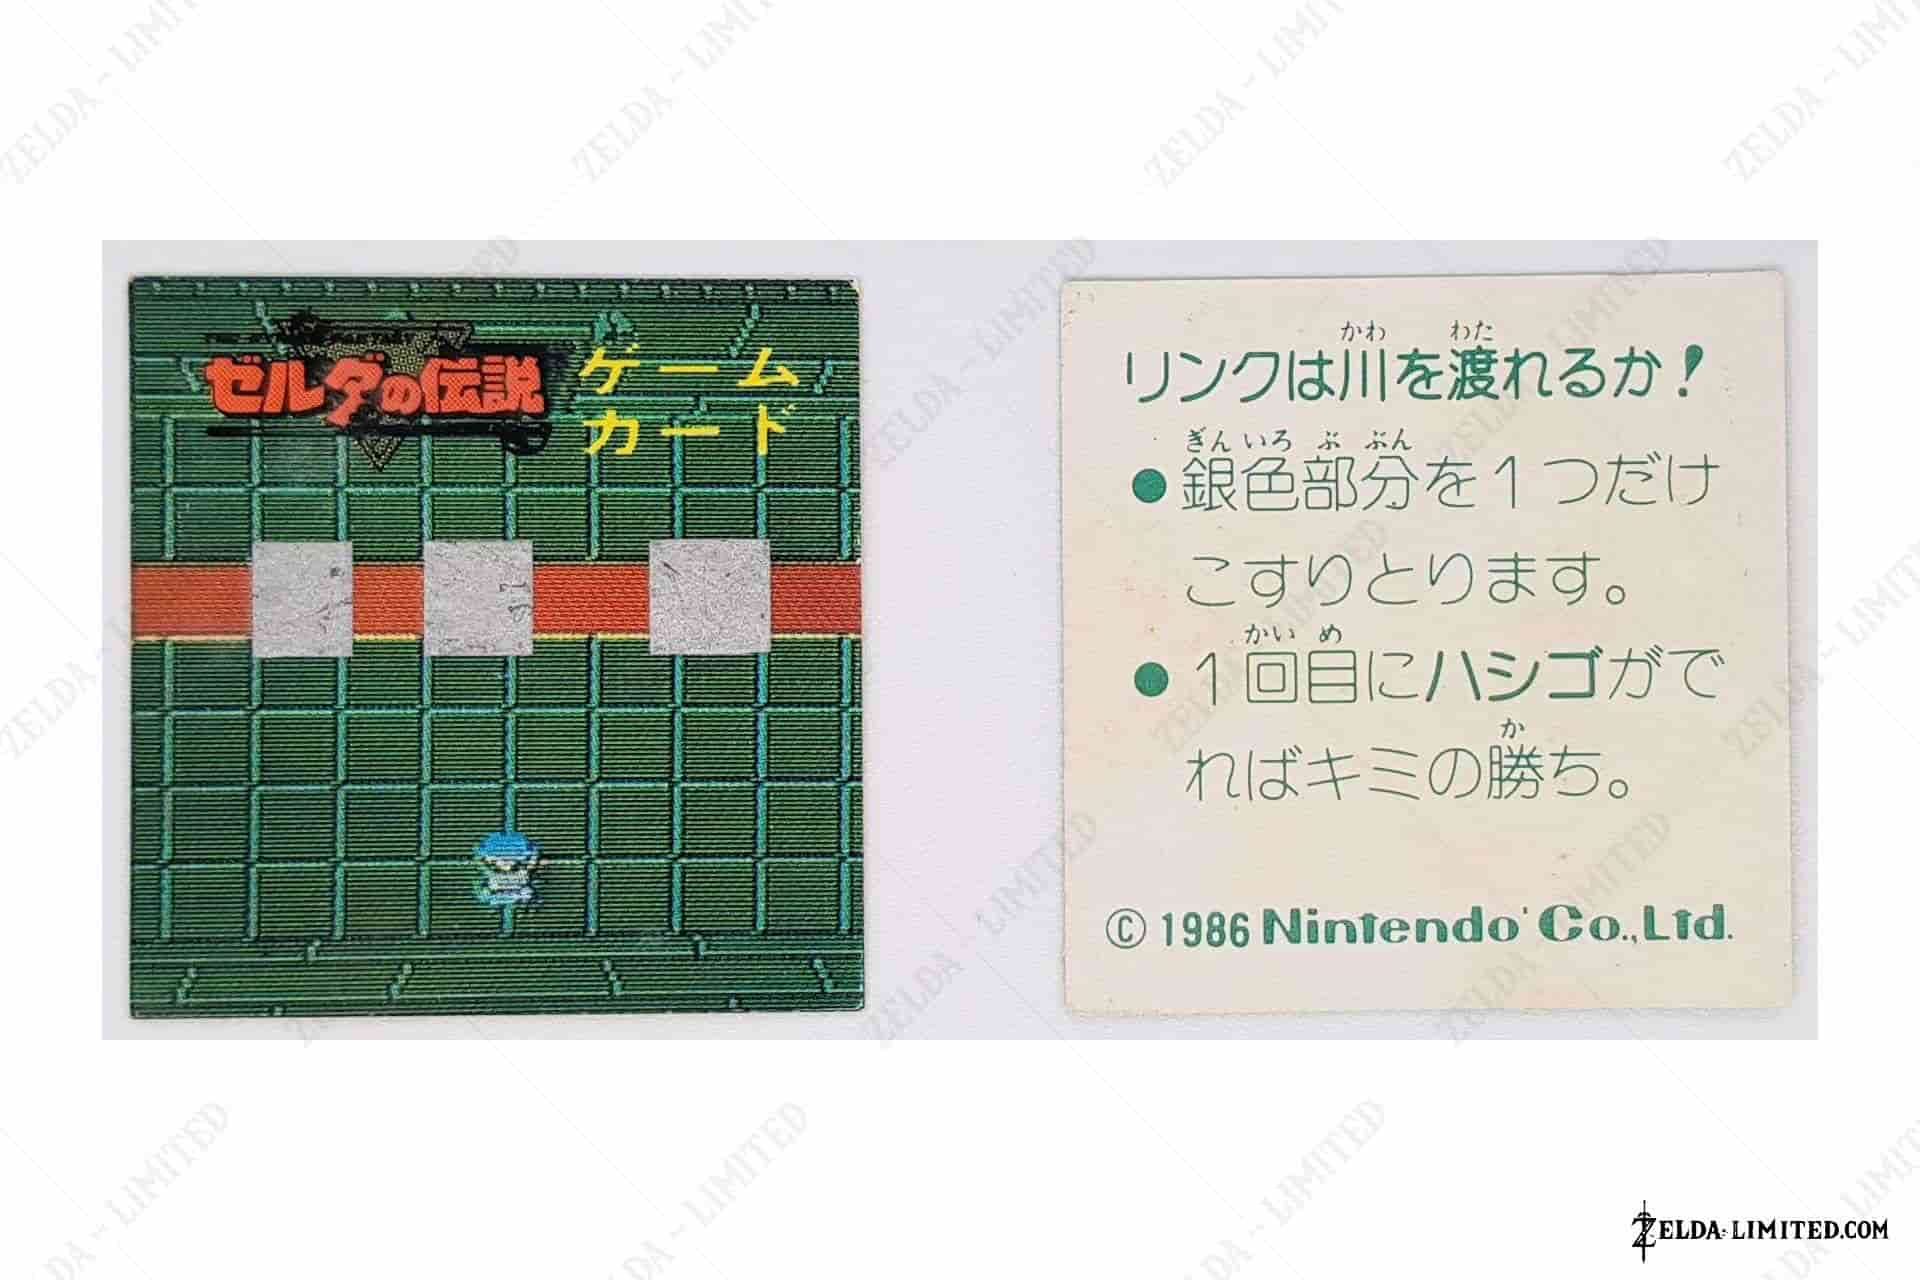 ゼルダの伝説
ゲーム
カード
かわ わた
リンクは川を渡れるか!
ぎん いろ ぶ ぶん
●銀色部分を1つだけ
こすりとります。
かい め
●1回目にハシゴがで
か
ればキミの勝ち。
© 1986 Nintendo Co.,Ltd.
ZELDA-LIMITED.COM
ZELDA - LIMITED